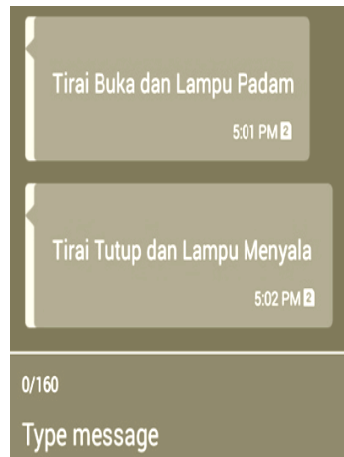 Tirai Buka dan Lampu Padam
5:01 PM 2
Tirai Tutup dan Lampu Menyala
5:02 PM 2
0/160
Type message